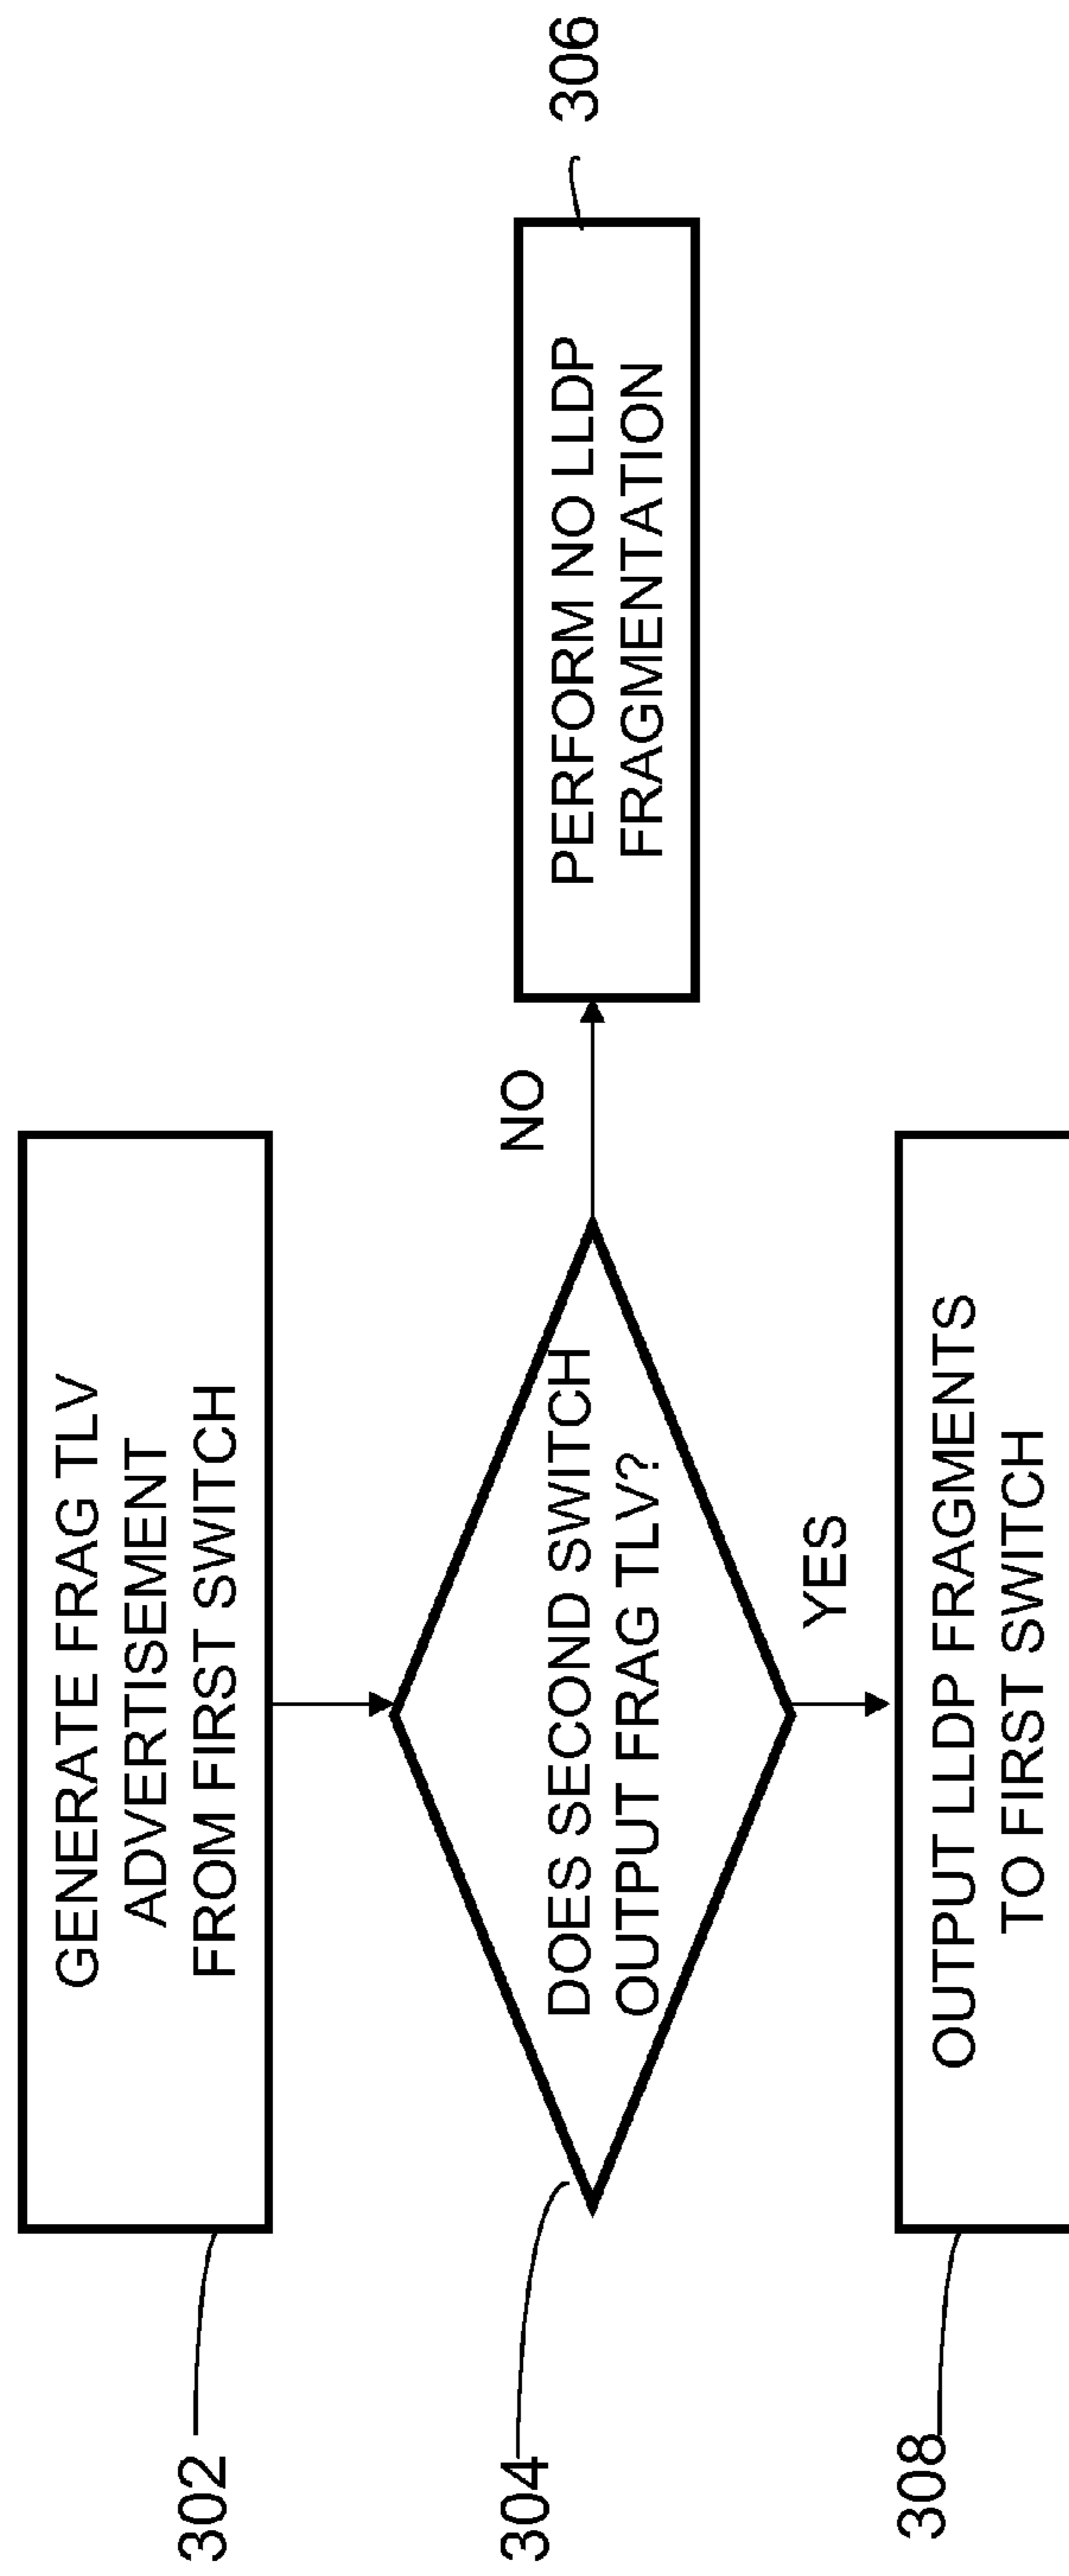 302
GENERATE FRAG TLV
ADVERTISEMENT
FROM FIRST SWITCH
304
DOES SECOND SWITCH
OUTPUT FRAG TLV?
NO
306
PERFORM NO LLDP
FRAGMENTATION
YES
308
OUTPUT LLDP FRAGMENTS
TO FIRST SWITCH